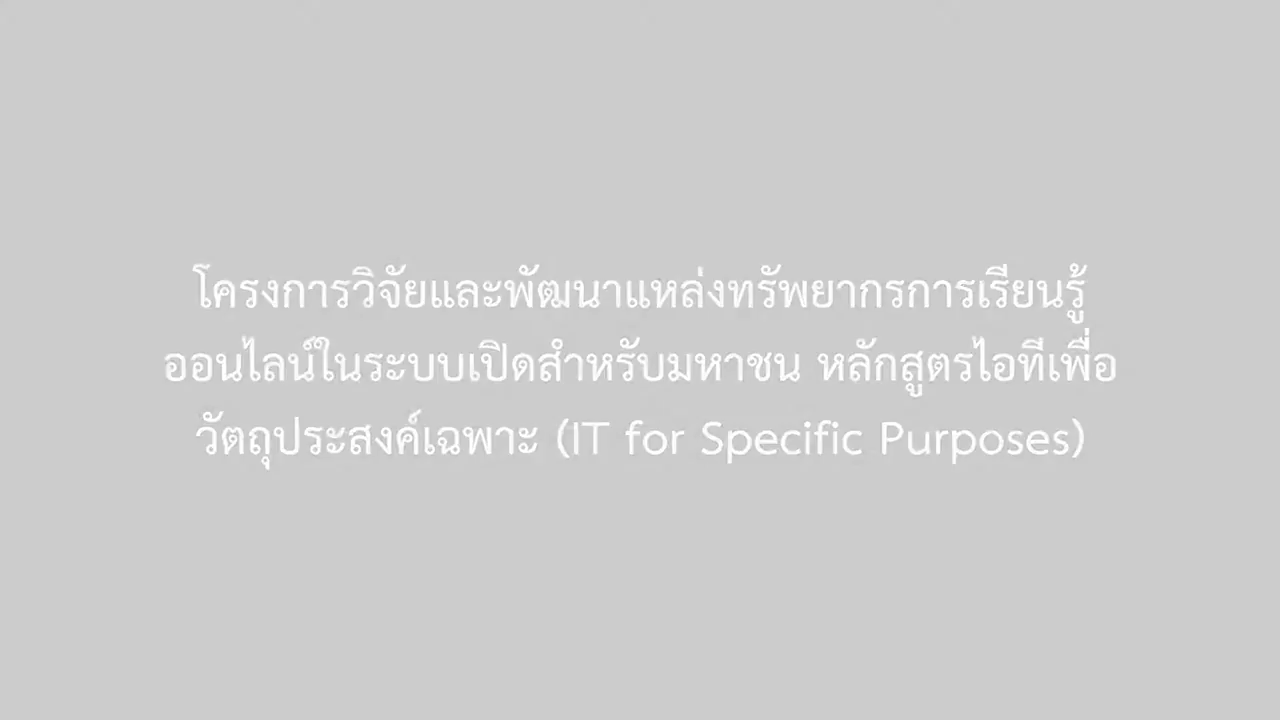 โครงการวิจัยและพัฒนาแหล่งทรัพยากรการเรียนรู้
ออนไลน์ในระบบเปิดสำหรับมหาชน หลักสูตรไอทีเพื่อ
วัตถุประสงค์เฉพาะ (IT for Specific Purposes)